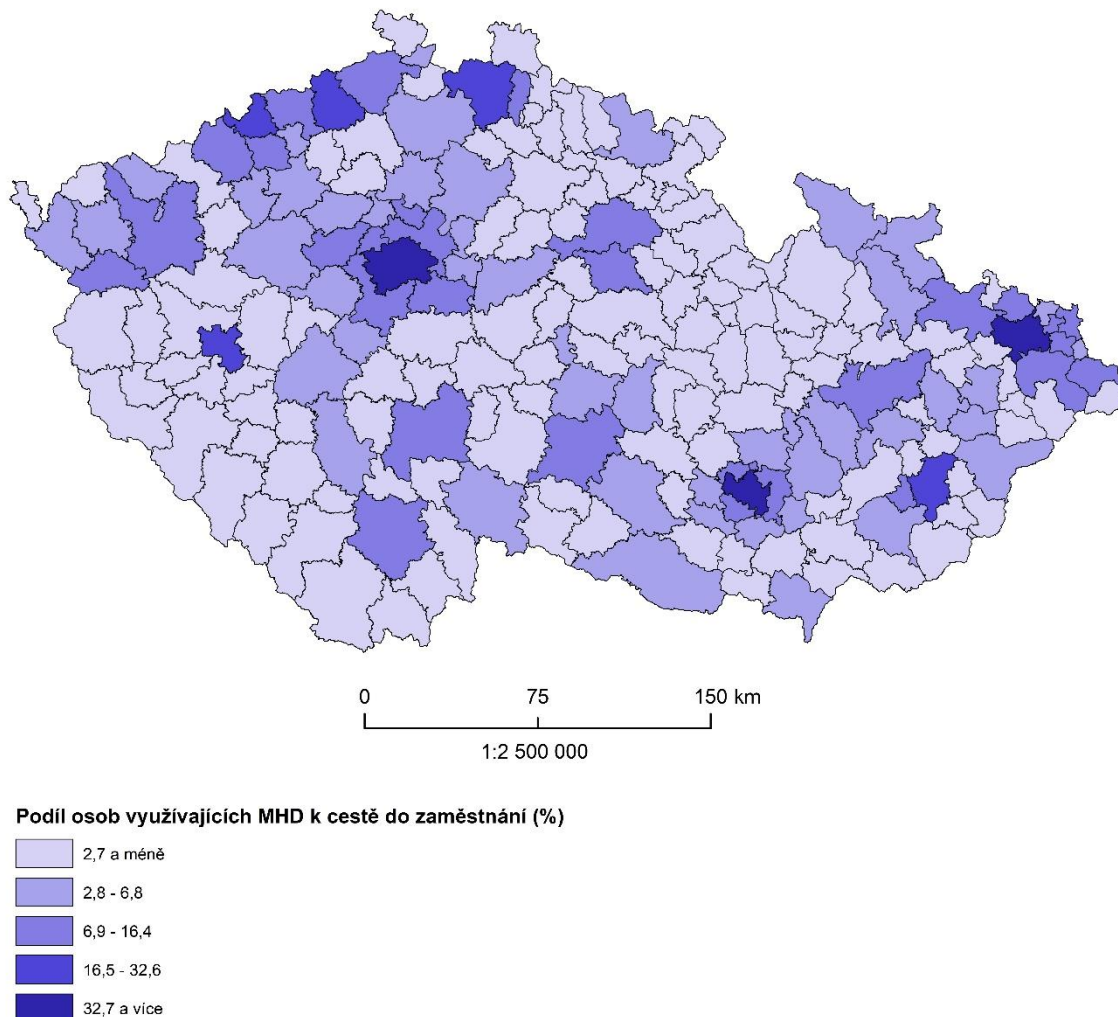 0 75 150 km
1:2 500 000
Podíl osob využívajících MHD k cestě do zaměstnání (%)
2,7 a méně
2,8 - 6,8
6,9 - 16,4
16,5 - 32,6
32,7 a více